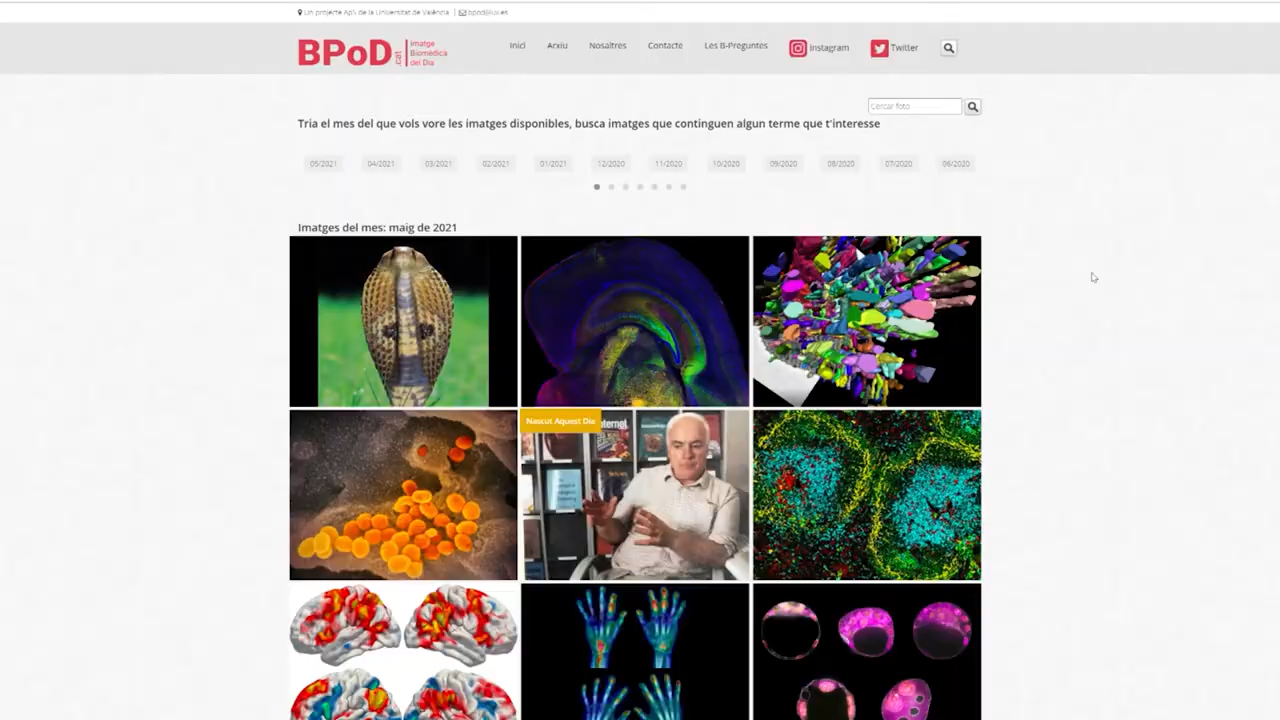 Un projecte ApS de la Universitat de València | bpod@uv.es
BPoD .cat Imatge Biomèdica del Dia
Inici Arxiu Nosaltres Contacte Les B-Preguntes Instagram Twitter
Cercar foto
Tria el mes del que vols vore les imatges disponibles, busca imatges que continguen algun terme que t'interesse
05/2021 04/2021 03/2021 02/2021 01/2021 12/2020 11/2020 10/2020 09/2020 08/2020 07/2020 06/2020
Imatges del mes: maig de 2021
Nascut Aquest Dia